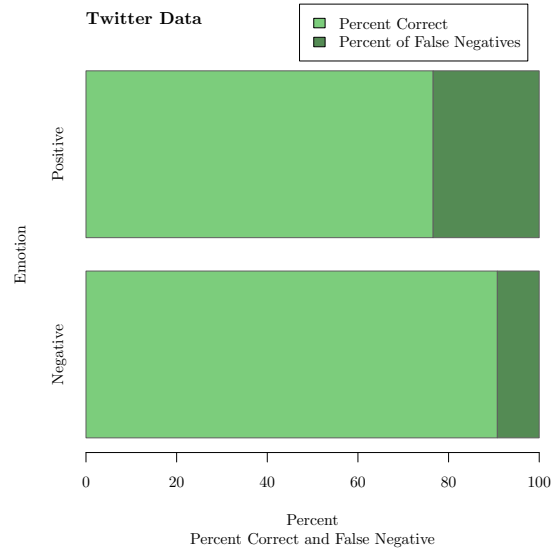 Twitter Data
Percent Correct
Percent of False Negatives
Positive
Emotion
Negative
0 20 40 60 80 100
Percent
Percent Correct and False Negative